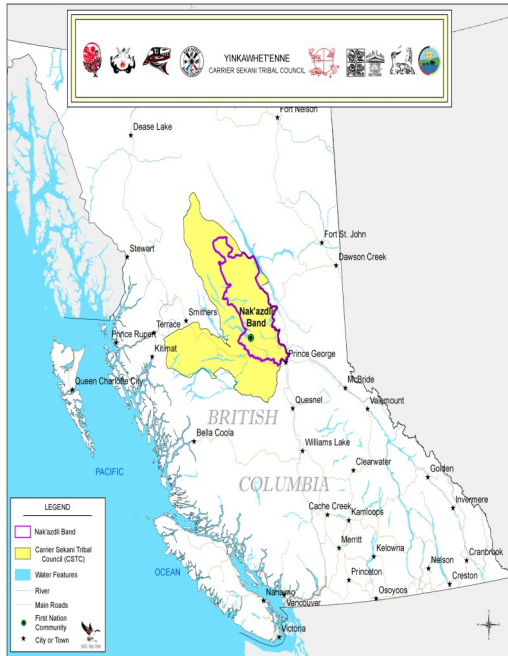 YINKAWHET'ENNE
CARRIER SEKANI TRIBAL COUNCIL
Fort Nelson
Dease Lake
Fort St. John
Dawson Creek
Stewart
Smithers
Nak'azdli
Band
Terrace
Prince Rupert
Kitimat
Prince George
McBride
Queen Charlotte City
Quesnel
Valemount
BRITISH
Bella Coola
Williams Lake
PACIFIC
Clearwater
COLUMBIA
Golden
Invermere
Cache Creek
Kamloops
Merritt
Kelowna
Cranbrook
Nelson
OCEAN
Princeton
Creston
Osoyoos
Nanaimo
Vancouver
Victoria
LEGEND
Nak'azdli Band
Carrier Sekani Tribal
Council (CSTC)
Water Features
River
Main Roads
First Nation
Community
City or Town